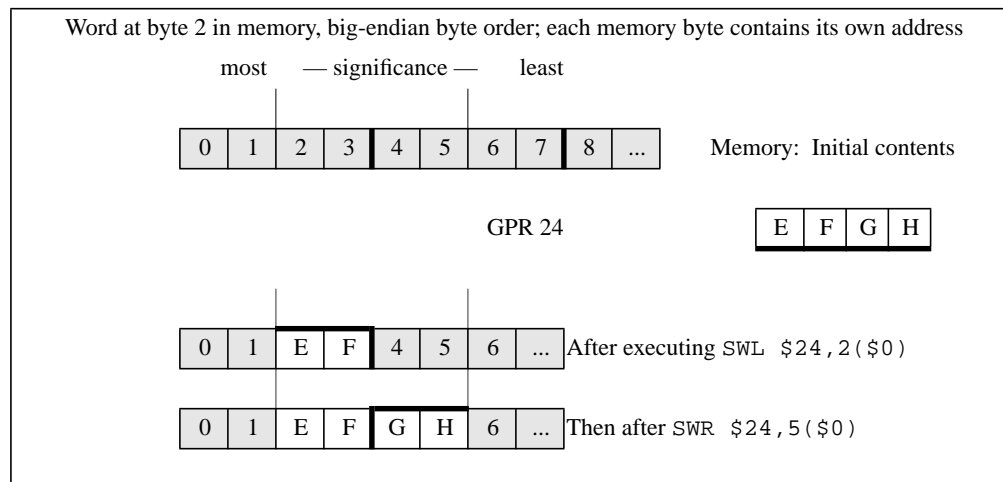 Word at byte 2 in memory, big-endian byte order; each memory byte contains its own address
most — significance — least
0 1 2 3 4 5 6 7 8 ... Memory: Initial contents
GPR 24 E F G H
0 1 E F 4 5 6 ... After executing SWL $24,2($0)
0 1 E F G H 6 ... Then after SWR $24,5($0)